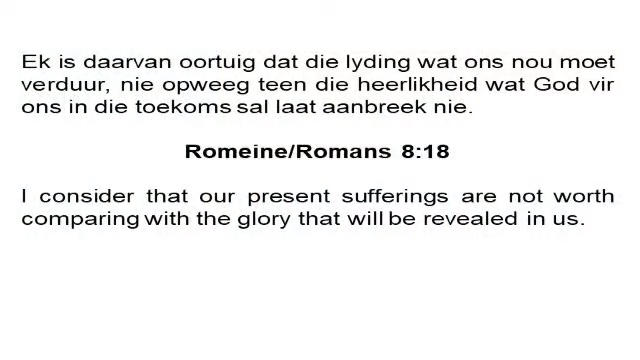 Ek is daarvan oortuig dat die lyding wat ons nou moet
verduur, nie opweeg teen die heerlikheid wat God vir
ons in die toekoms sal laat aanbreek nie.
Romeine/Romans 8:18
I consider that our present sufferings are not worth
comparing with the glory that will be revealed in us.